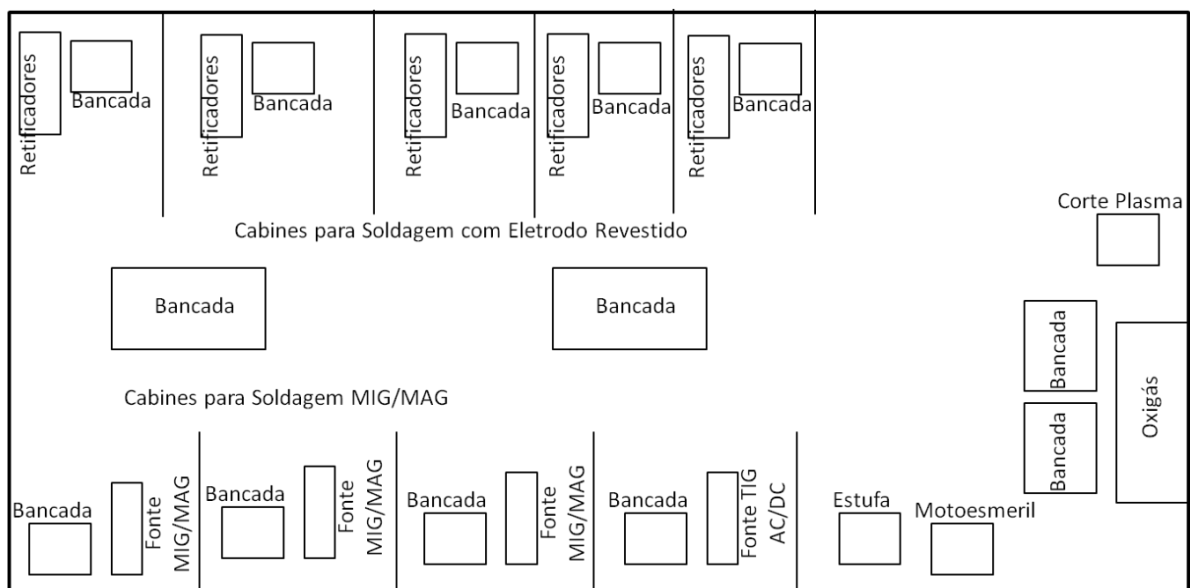 Retificadores
Bancada
Retificadores
Bancada
Retificadores
Bancada
Retificadores
Bancada
Retificadores
Bancada
Cabines para Soldagem com Eletrodo Revestido
Corte Plasma
Bancada
Bancada
Bancada
Bancada
Oxigás
Cabines para Soldagem MIG/MAG
Bancada
Fonte
MIG/MAG
Bancada
Fonte
MIG/MAG
Bancada
Fonte
MIG/MAG
Bancada
Fonte TIG
AC/DC
Estufa
Motoesmeril